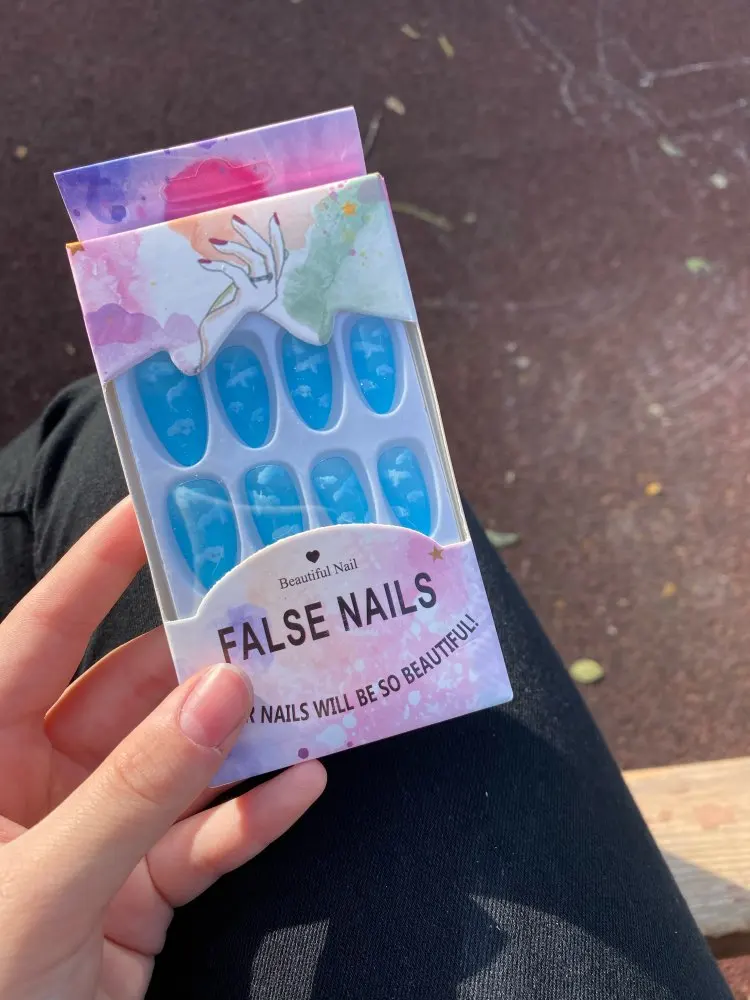 Beautiful Nail
FALSE NAILS
R NAILS WILL BE SO BEAUTIFUL!